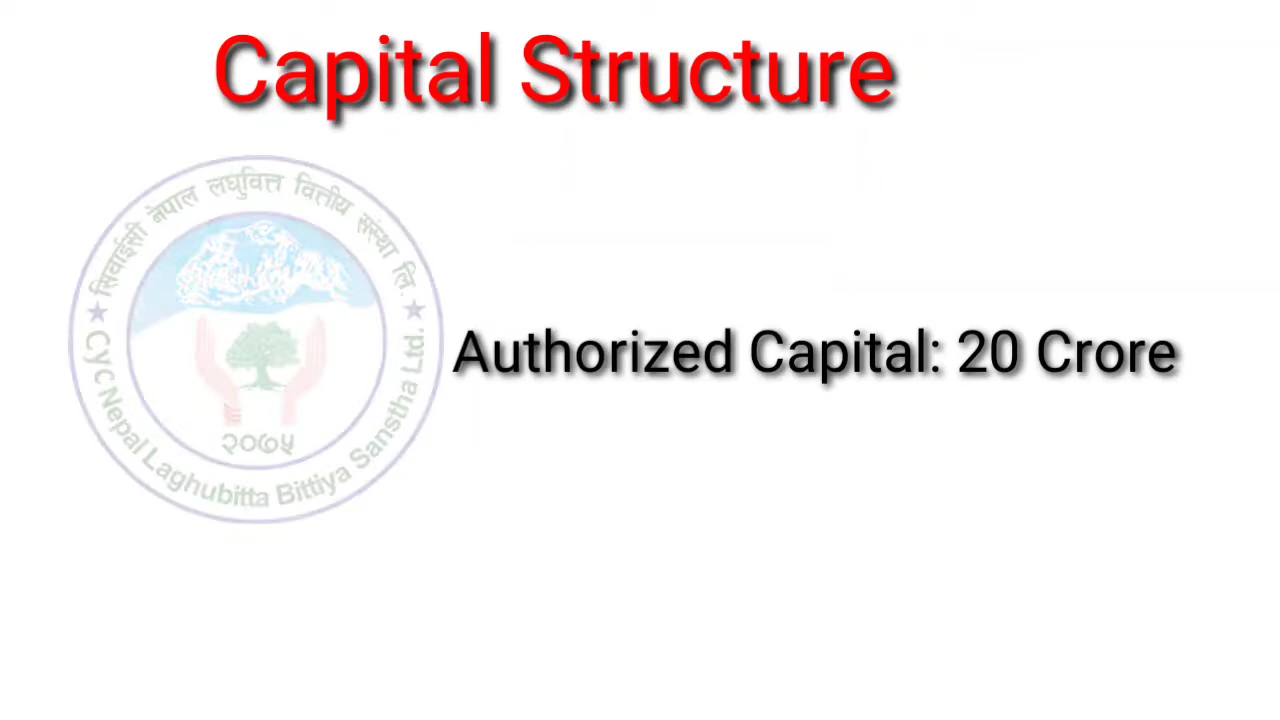 Capital Structure
सिवाईसी नेपाल लघुवित्त वित्तीय संस्था लि.
२०७५
CYC Nepal Laghubitta Bittiya Sanstha Ltd.
Authorized Capital: 20 Crore